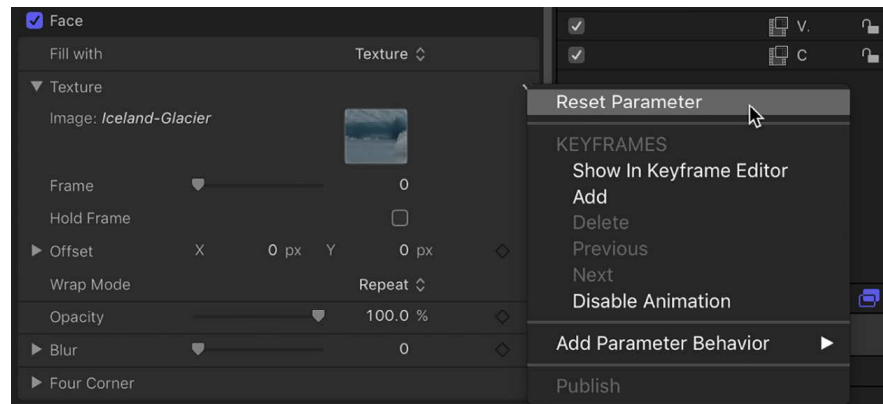 Face
Fill with Texture
Texture
Image: Iceland-Glacier
Frame 0
Hold Frame
Offset X 0 px Y 0 px
Wrap Mode Repeat
Opacity 100.0 %
Blur 0
Four Corner
V.
C
Reset Parameter
KEYFRAMES
Show In Keyframe Editor
Add
Delete
Previous
Next
Disable Animation
Add Parameter Behavior
Publish